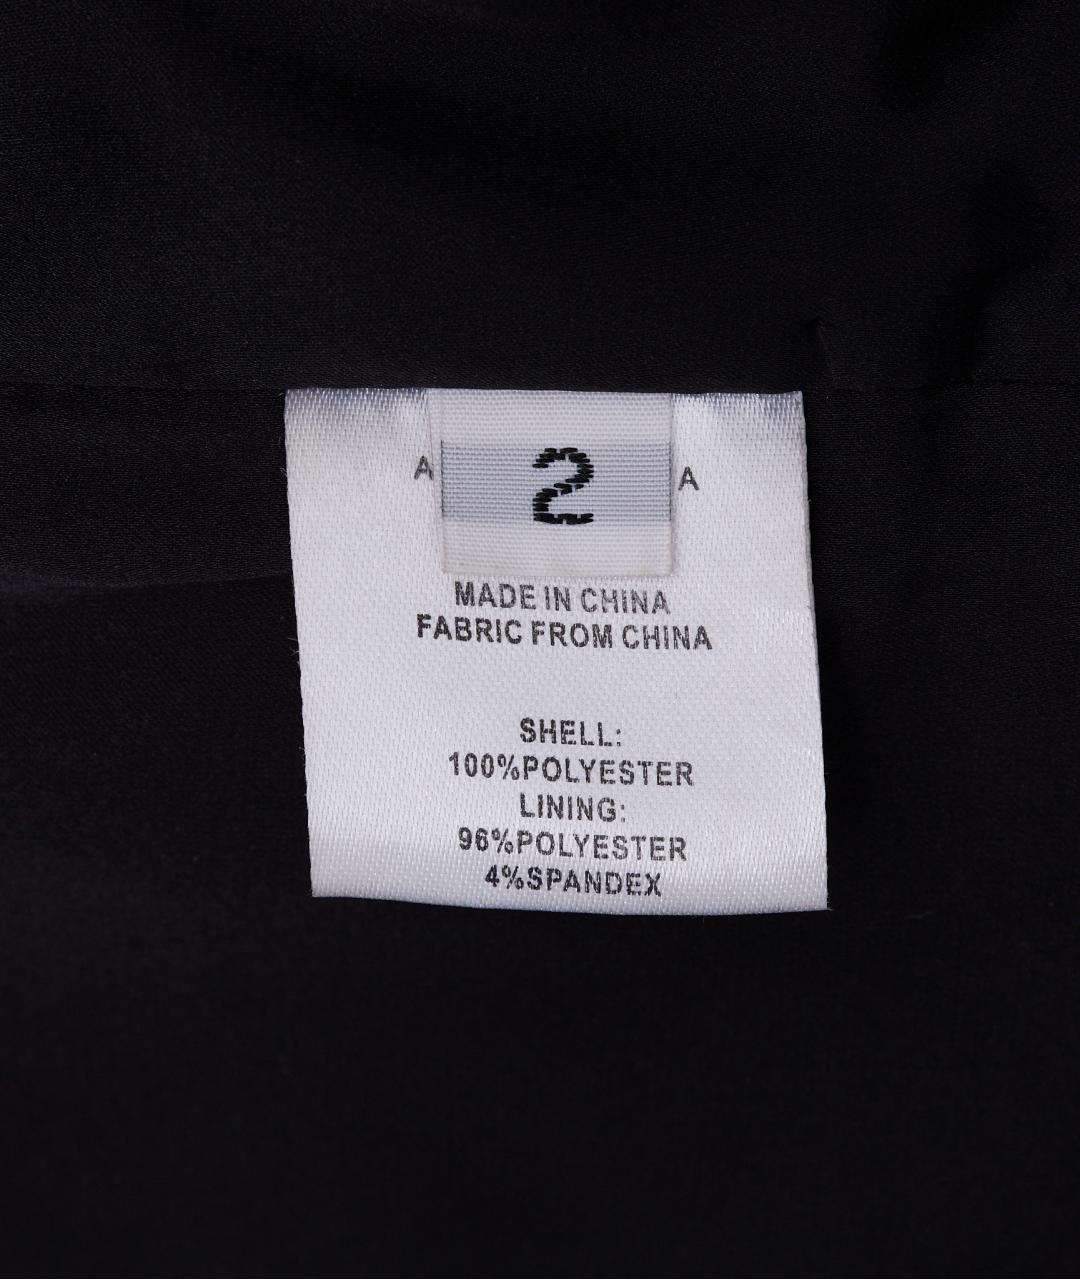 A 2 A
MADE IN CHINA
FABRIC FROM CHINA
SHELL:
100%POLYESTER
LINING:
96%POLYESTER
4%SPANDEX